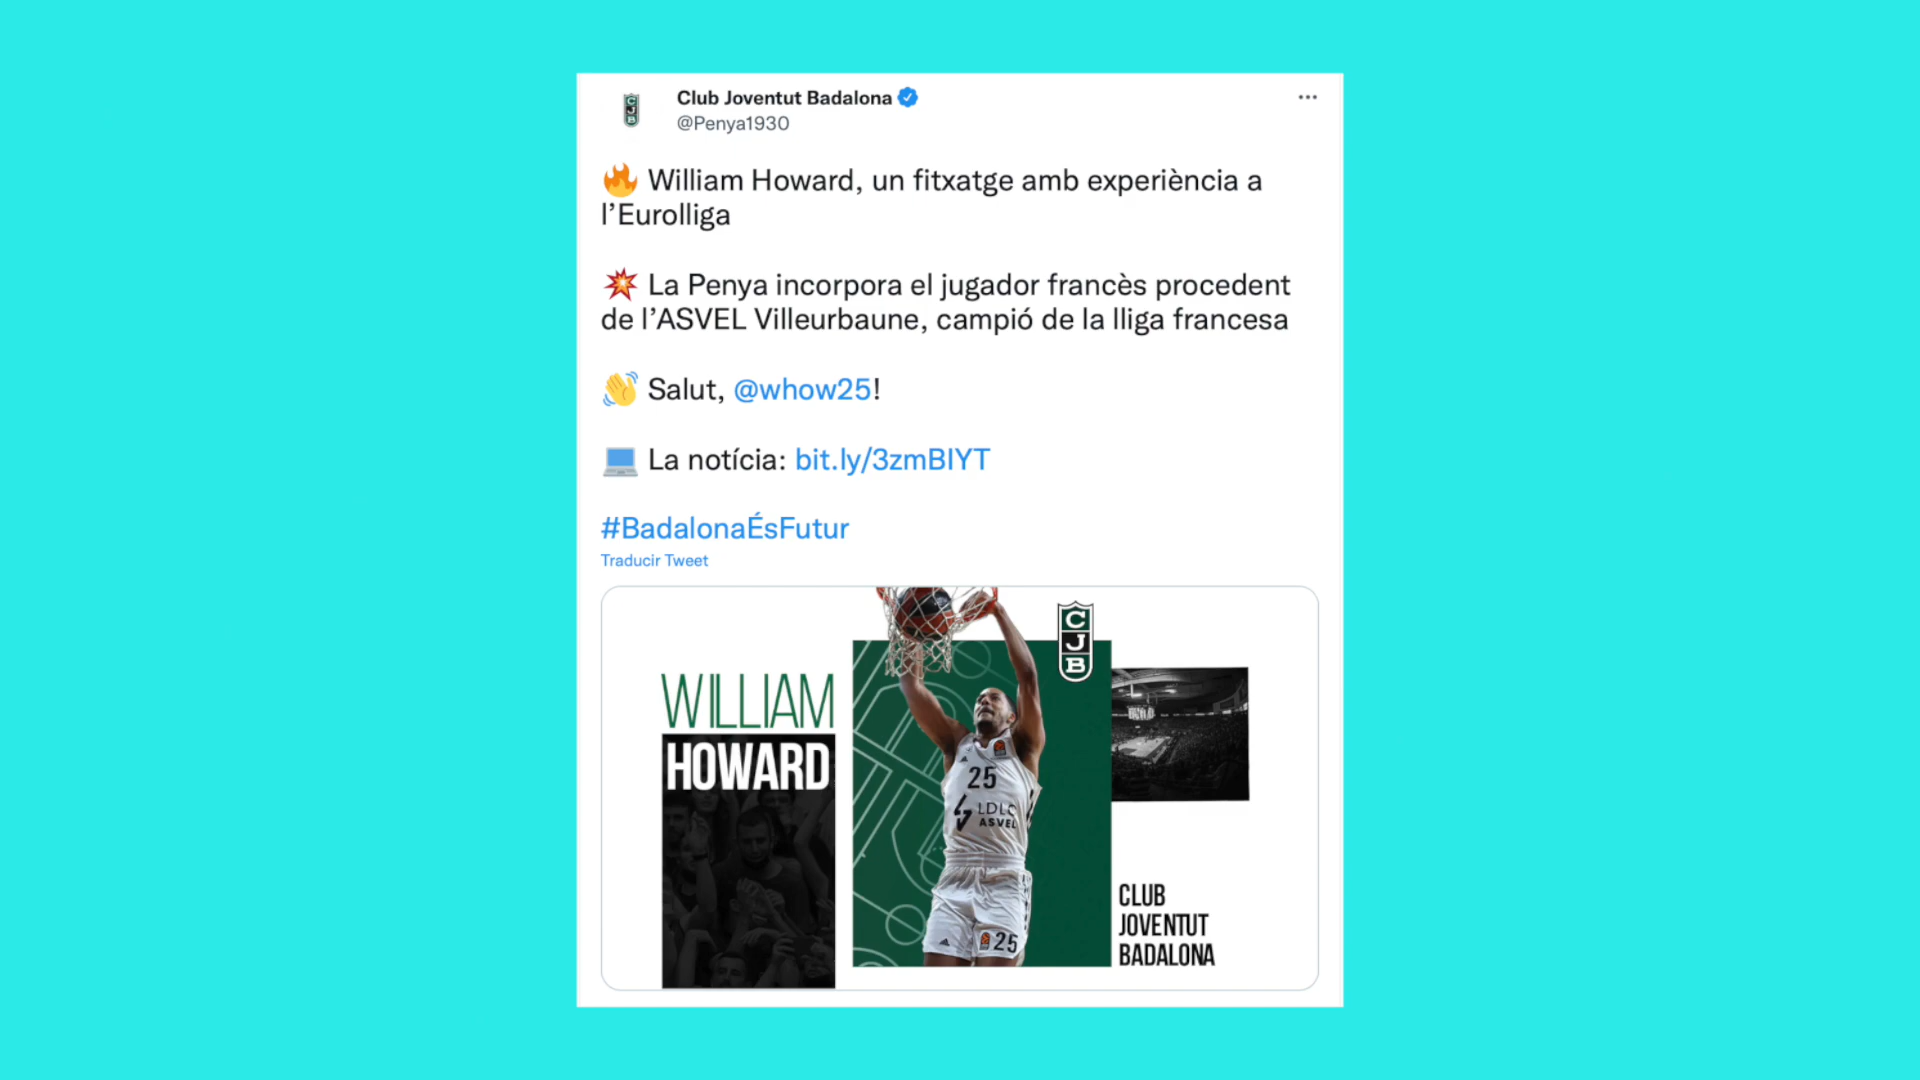 Club Joventut Badalona
@Penya1930
🔥 William Howard, un fitxatge amb experiència a
l’Eurolliga
💥 La Penya incorpora el jugador francès procedent
de l’ASVEL Villeurbaune, campió de la lliga francesa
👋 Salut, @whow25!
💻 La notícia: bit.ly/3zmBIYT
#BadalonaÉsFutur
Traducir Tweet
WILLIAM
HOWARD
CJB
25
LDLC
ASVEL
25
CLUB
JOVENTUT
BADALONA